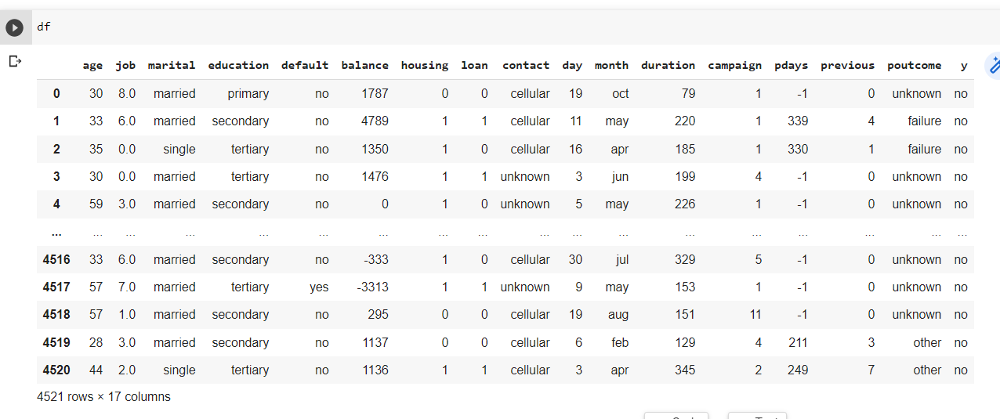 df
age job marital education default balance housing loan contact day month duration campaign pdays previous poutcome y
0 30 8.0 married primary no 1787 0 0 cellular 19 oct 79 1 -1 0 unknown no
1 33 6.0 married secondary no 4789 1 1 cellular 11 may 220 1 339 4 failure no
2 35 0.0 single tertiary no 1350 1 0 cellular 16 apr 185 1 330 1 failure no
3 30 0.0 married tertiary no 1476 1 1 unknown 3 jun 199 4 -1 0 unknown no
4 59 3.0 married secondary no 0 1 0 unknown 5 may 226 1 -1 0 unknown no
... ... ... ... ... ... ... ... ... ... ... ... ... ... ... ... ... ...
4516 33 6.0 married secondary no -333 1 0 cellular 30 jul 329 5 -1 0 unknown no
4517 57 7.0 married tertiary yes -3313 1 1 unknown 9 may 153 1 -1 0 unknown no
4518 57 1.0 married secondary no 295 0 0 cellular 19 aug 151 11 -1 0 unknown no
4519 28 3.0 married secondary no 1137 0 0 cellular 6 feb 129 4 211 3 other no
4520 44 2.0 single tertiary no 1136 1 1 cellular 3 apr 345 2 249 7 other no
4521 rows × 17 columns